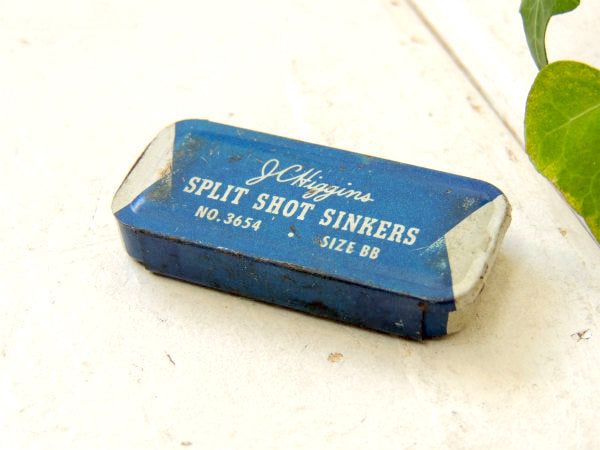 J.C.Higgins
SPLIT SHOT SINKERS
NO. 3654 • SIZE BB